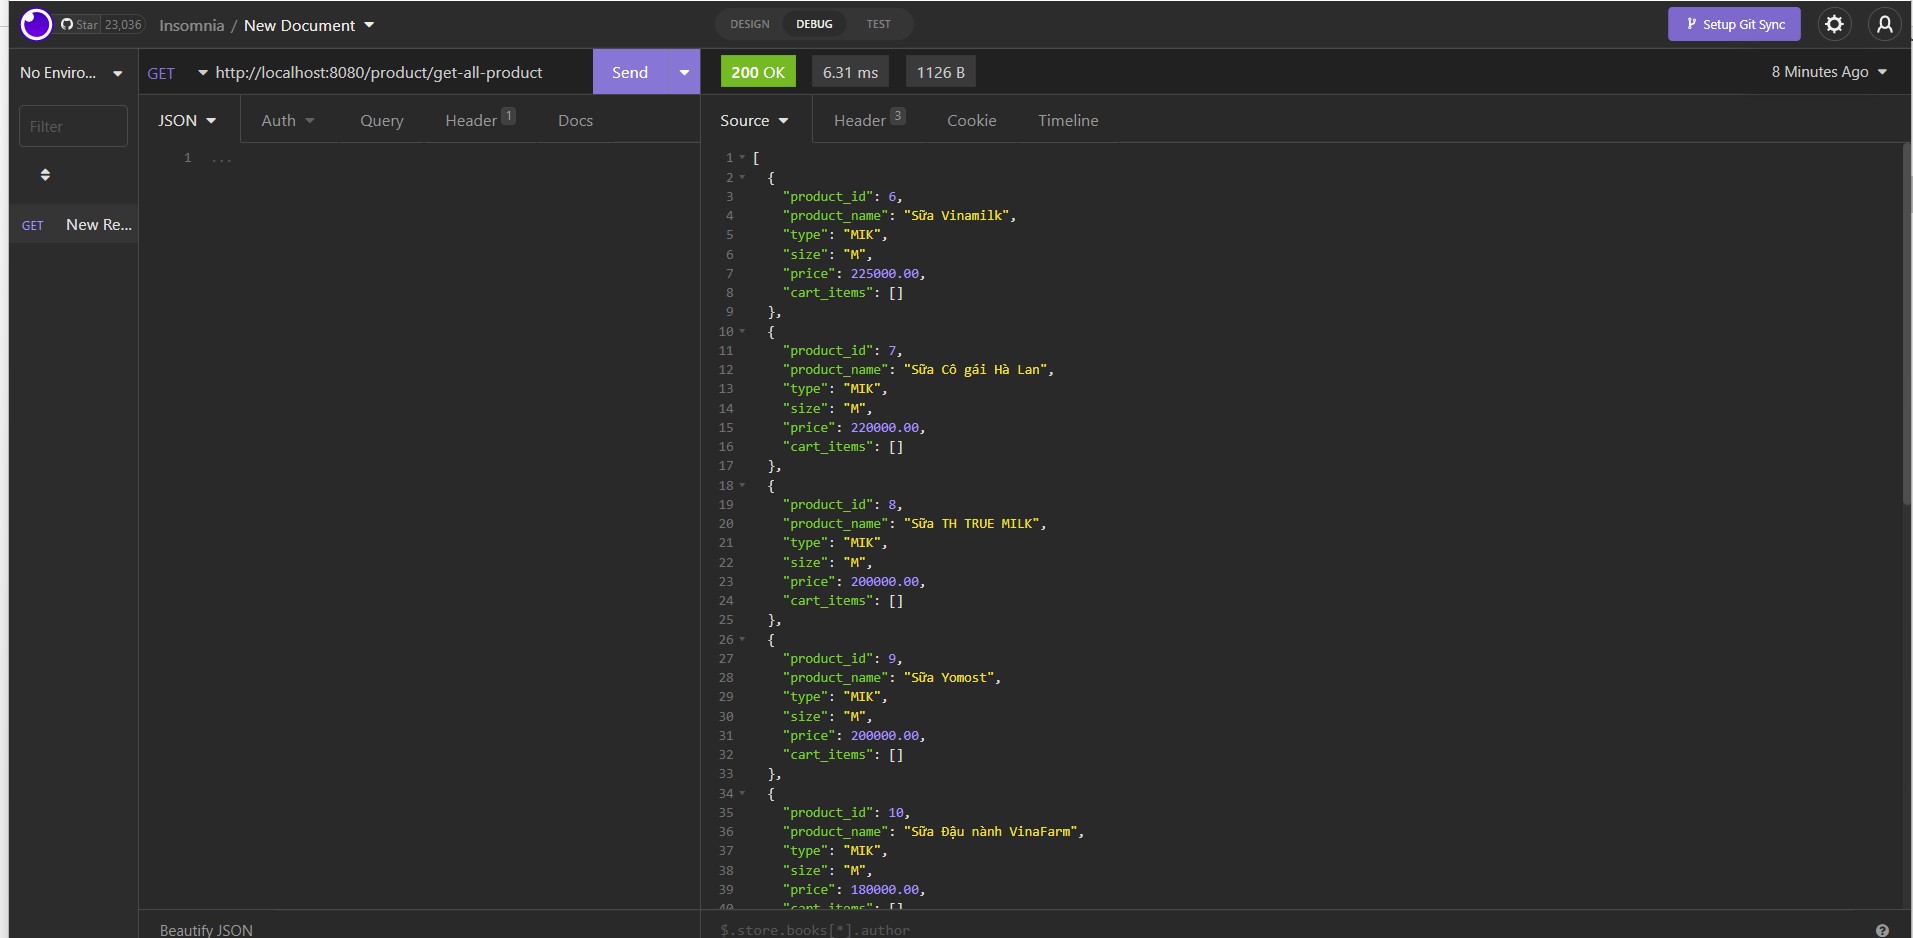 Star 23,036 Insomnia / New Document DESIGN DEBUG TEST Setup Git Sync
No Enviro... GET http://localhost:8080/product/get-all-product Send 200 OK 6.31 ms 1126 B 8 Minutes Ago
Filter
GET New Re...
JSON Auth Query Header 1 Docs
1 ...
Beautify JSON
Source Header 3 Cookie Timeline
1 [
2 {
3 "product_id": 6,
4 "product_name": "Sữa Vinamilk",
5 "type": "MIK",
6 "size": "M",
7 "price": 225000.00,
8 "cart_items": []
9 },
10 {
11 "product_id": 7,
12 "product_name": "Sữa Cô gái Hà Lan",
13 "type": "MIK",
14 "size": "M",
15 "price": 220000.00,
16 "cart_items": []
17 },
18 {
19 "product_id": 8,
20 "product_name": "Sữa TH TRUE MILK",
21 "type": "MIK",
22 "size": "M",
23 "price": 200000.00,
24 "cart_items": []
25 },
26 {
27 "product_id": 9,
28 "product_name": "Sữa Yomost",
29 "type": "MIK",
30 "size": "M",
31 "price": 200000.00,
32 "cart_items": []
33 },
34 {
35 "product_id": 10,
36 "product_name": "Sữa Đậu nành VinaFarm",
37 "type": "MIK",
38 "size": "M",
39 "price": 180000.00,
40 "cart_items": []
$.store.books[*].author